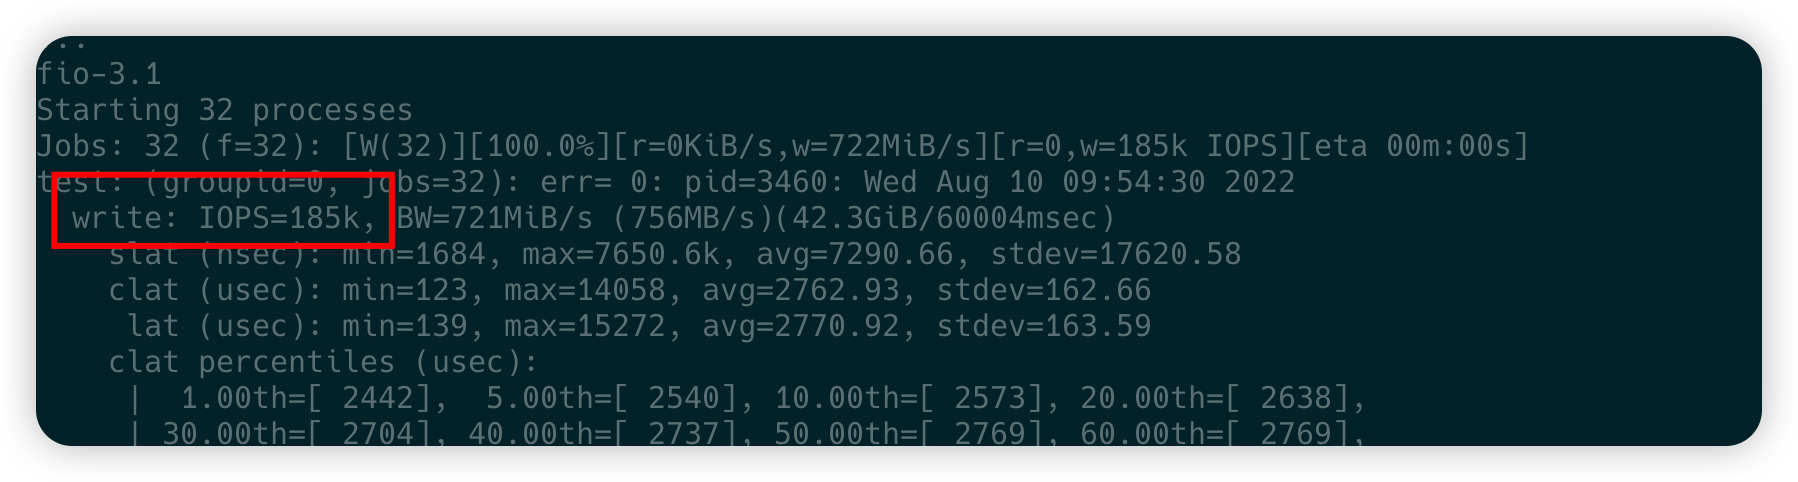 ..
fio-3.1
Starting 32 processes
Jobs: 32 (f=32): [W(32)][100.0%][r=0KiB/s,w=722MiB/s][r=0,w=185k IOPS][eta 00m:00s]
test: (groupid=0, jobs=32): err= 0: pid=3460: Wed Aug 10 09:54:30 2022
  write: IOPS=185k, BW=721MiB/s (756MB/s)(42.3GiB/60004msec)
    slat (nsec): min=1684, max=7650.6k, avg=7290.66, stdev=17620.58
    clat (usec): min=123, max=14058, avg=2762.93, stdev=162.66
     lat (usec): min=139, max=15272, avg=2770.92, stdev=163.59
    clat percentiles (usec):
     |  1.00th=[ 2442],  5.00th=[ 2540], 10.00th=[ 2573], 20.00th=[ 2638],
     | 30.00th=[ 2704], 40.00th=[ 2737], 50.00th=[ 2769], 60.00th=[ 2769],